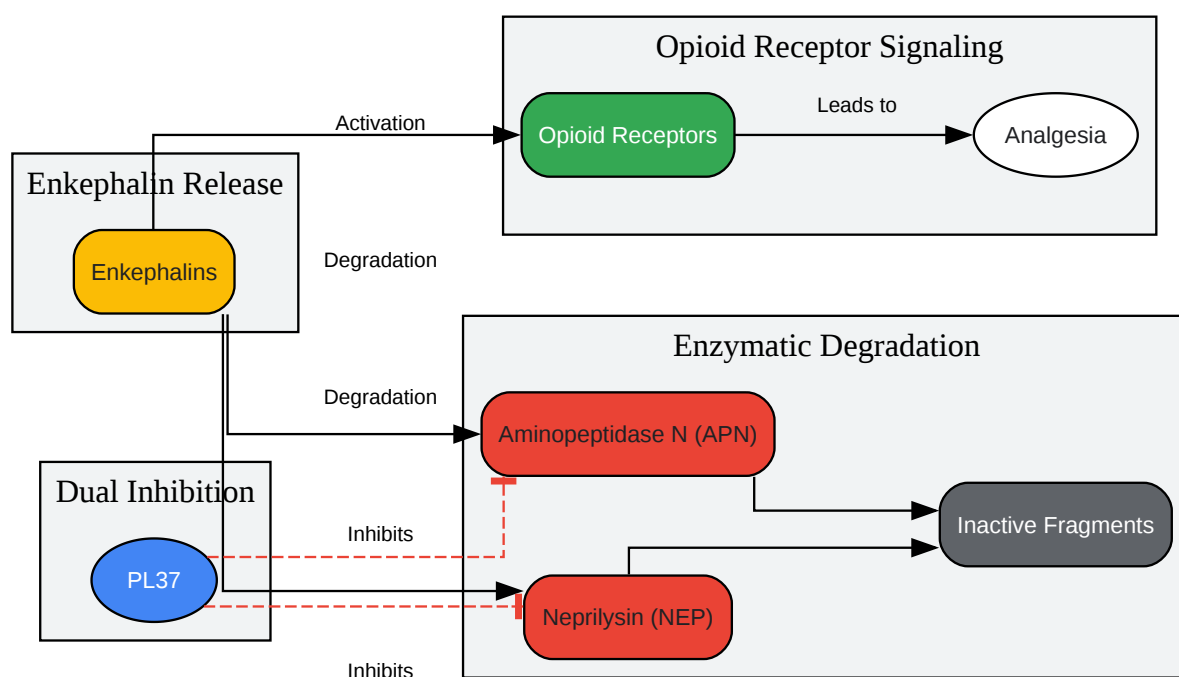 Opioid Receptor Signaling
Activation
Opioid Receptors
Leads to
Analgesia
Enkephalin Release
Enkephalins
Degradation
Enzymatic Degradation
Degradation
Aminopeptidase N (APN)
Dual Inhibition
Inhibits
Inactive Fragments
PL37
Neprilysin (NEP)
Inhibits